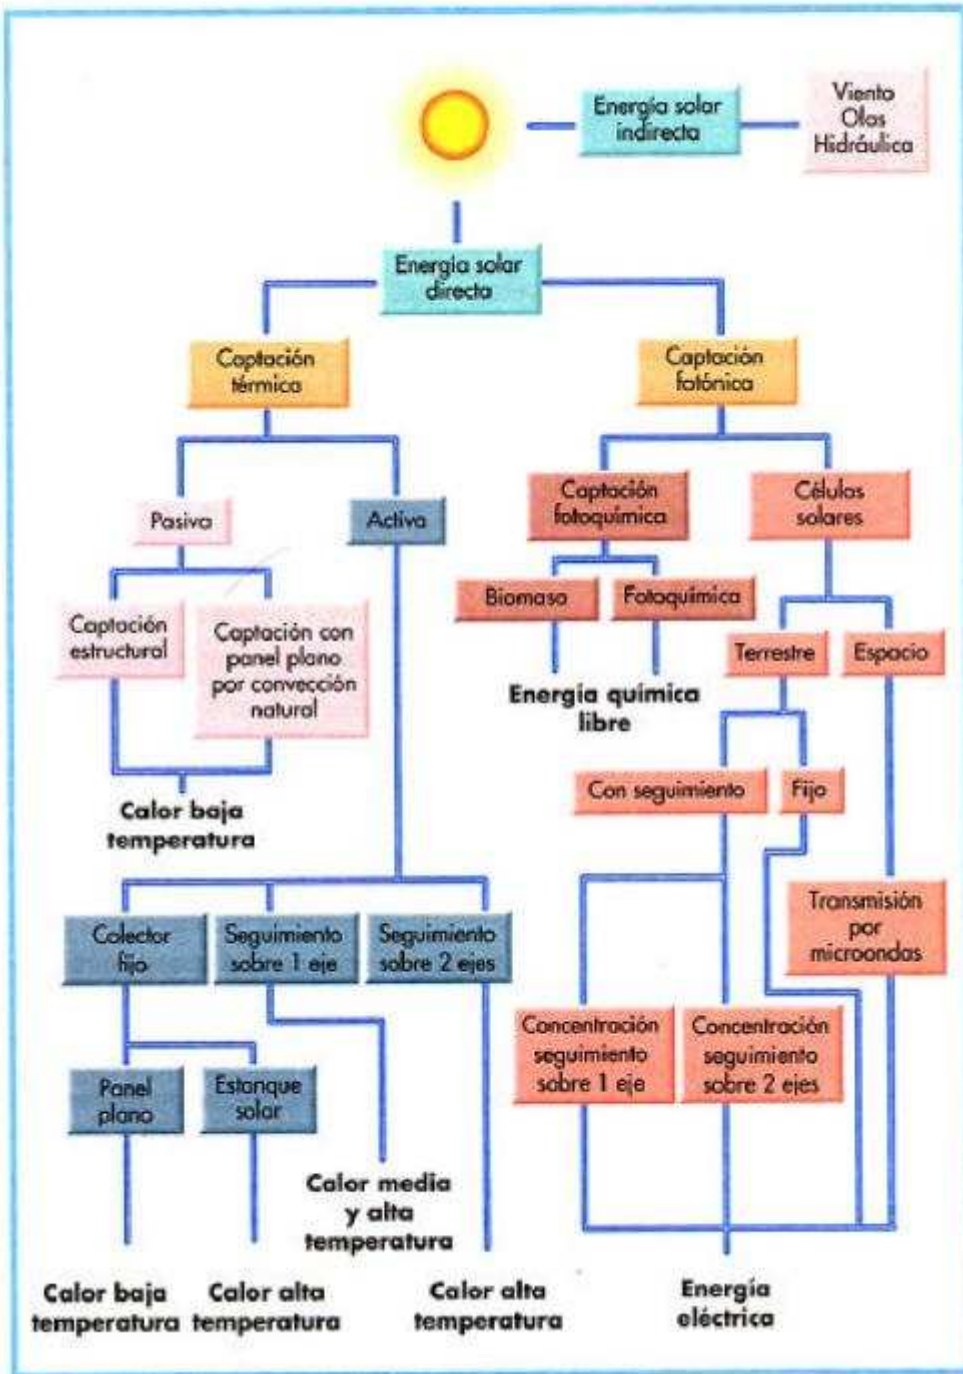 Energía solar
indirecta
Viento
Olas
Hidráulica
Energía solar
directa
Captación
térmica
Captación
fotónica
Pasiva
Activa
Captación
fotoquímica
Células
solares
Captación
estructural
Captación con
panel plano
por convección
natural
Biomasa
Fotoquímica
Terrestre
Espacio
Energía química
libre
Con seguimiento
Fijo
Calor baja
temperatura
Colector
fijo
Seguimiento
sobre 1 eje
Seguimiento
sobre 2 ejes
Transmisión
por
microondas
Concentración
seguimiento
sobre 1 eje
Concentración
seguimiento
sobre 2 ejes
Panel
plano
Estanque
solar
Calor media
y alta
temperatura
Calor baja
temperatura
Calor alta
temperatura
Calor alta
temperatura
Energía
eléctrica